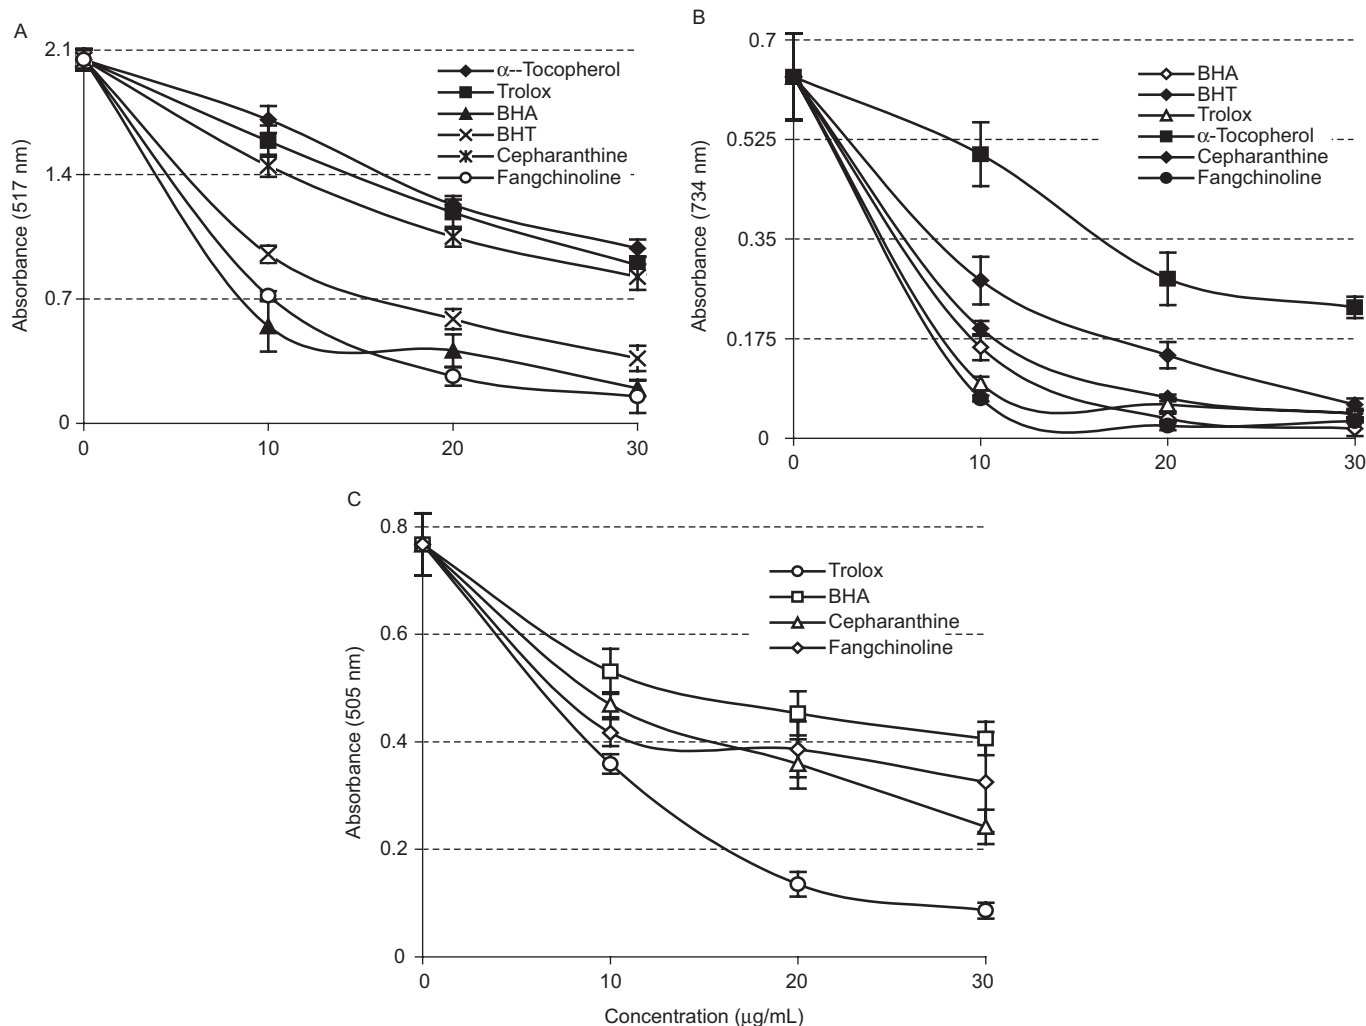 A
2.1
1.4
0.7
0
0
10
20
30
Absorbance (517 nm)
α--Tocopherol
Trolox
BHA
BHT
Cepharanthine
Fangchinoline
B
0.7
0.525
0.35
0.175
0
0
10
20
30
Absorbance (734 nm)
BHA
BHT
Trolox
α-Tocopherol
Cepharanthine
Fangchinoline
C
0.8
0.6
0.4
0.2
0
0
10
20
30
Absorbance (505 nm)
Trolox
BHA
Cepharanthine
Fangchinoline
Concentration (μg/mL)